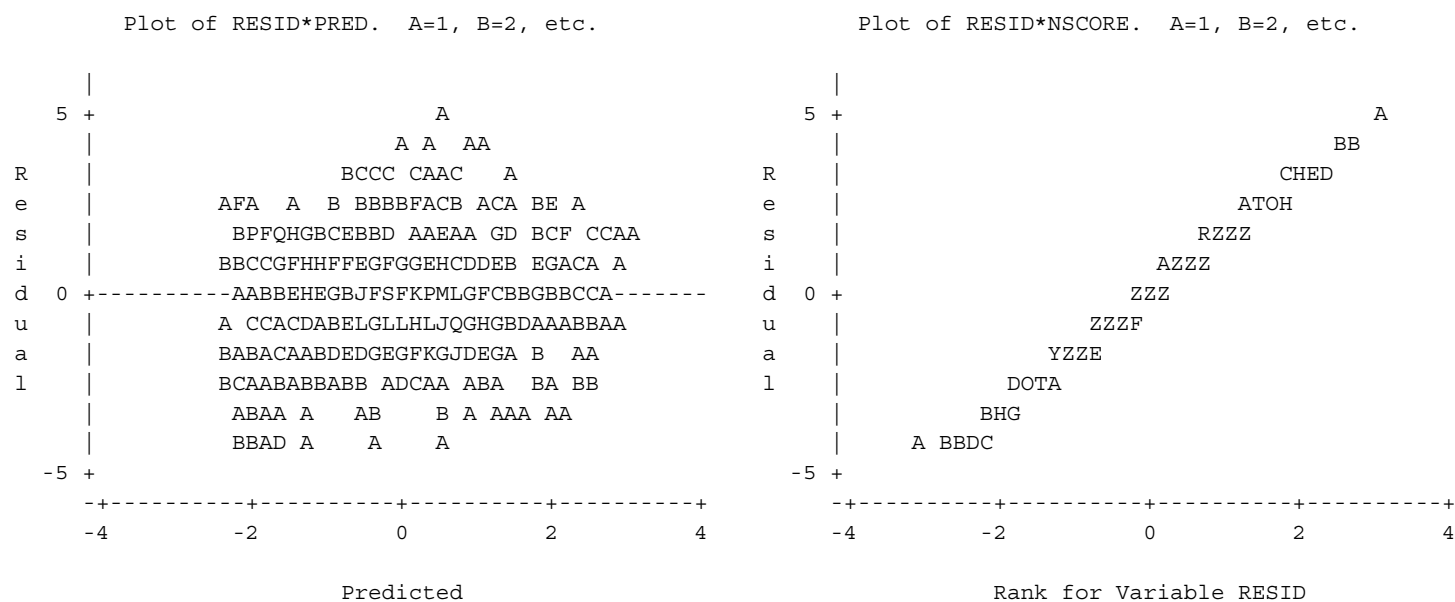 Plot of RESID*PRED.  A=1, B=2, etc.
     |
   5 +                       A
     |                    A A  AA
R    |                BCCC CAAC   A
e    |       AFA  A  B BBBBFACB ACA BE A
s    |        BPFQHGBCEBBD AAEAA GD BCF CCAA
i    |       BBCCGFHHFFEGFGGEHCDDEB EGACA A
d  0 +----------AABBEHEGBJFSFKPMLGFCBBGBBCCA-------
u    |       A CCACDABELGLLHLJQGHGBDAAABBAA
a    |       BABACAABDEDGEGFKGJDEGA B  AA
l    |       BCAABABBABB ADCAA ABA  BA BB
     |        ABAA A   AB    B A AAA AA
     |        BBAD A    A    A
  -5 +
     -+----------+----------+----------+----------+
     -4         -2          0          2          4
Predicted
Plot of RESID*NSCORE.  A=1, B=2, etc.
     |
   5 +                                       A
     |                                    BB
R    |                                CHED
e    |                             ATOH
s    |                          RZZZ
i    |                       AZZZ
d  0 +                     ZZZ
u    |                  ZZZF
a    |               YZZE
l    |            DOTA
     |          BHG
     |     A BBDC
  -5 +
     -+---------------------+----------+----------+
     -4         -2          0          2          4
Rank for Variable RESID